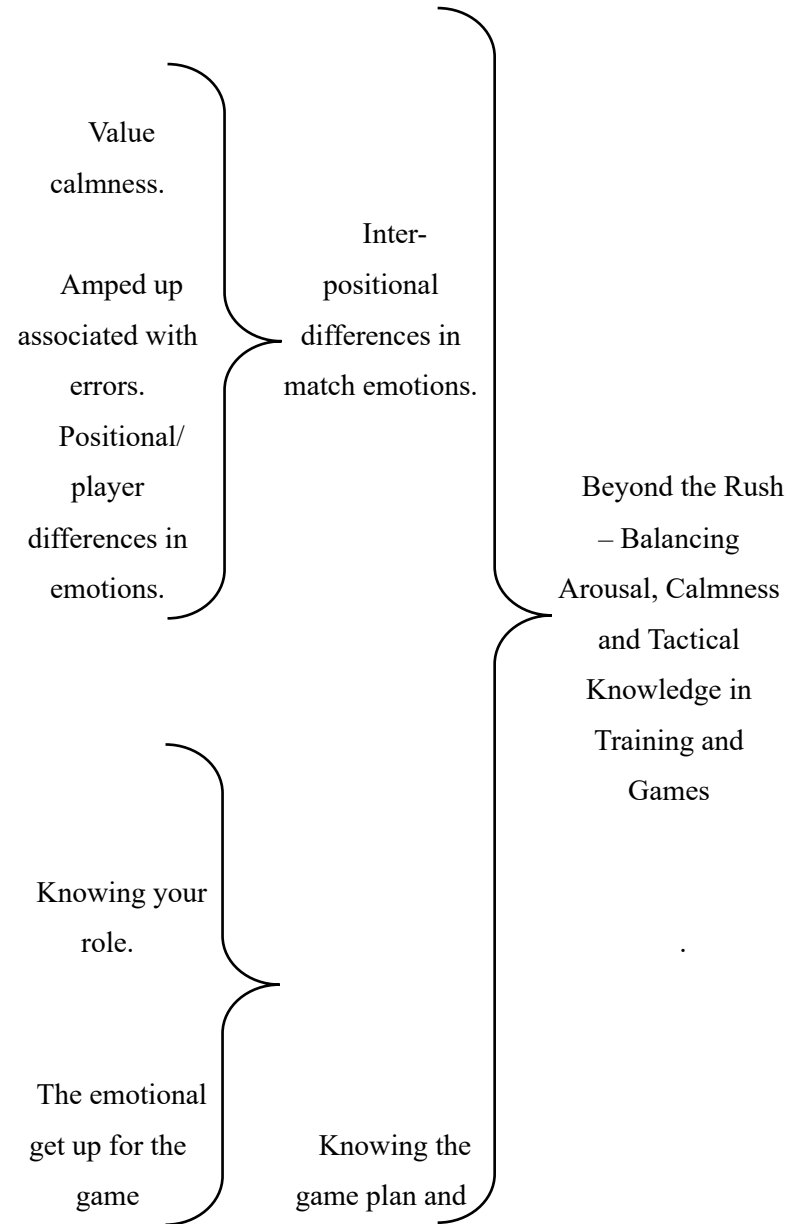 Value
calmness.
Amped up
associated with
errors.
Positional/
player
differences in
emotions.
Inter-
positional
differences in
match emotions.
Knowing your
role.
The emotional
get up for the
game
Knowing the
game plan and
Beyond the Rush
– Balancing
Arousal, Calmness
and Tactical
Knowledge in
Training and
Games
.